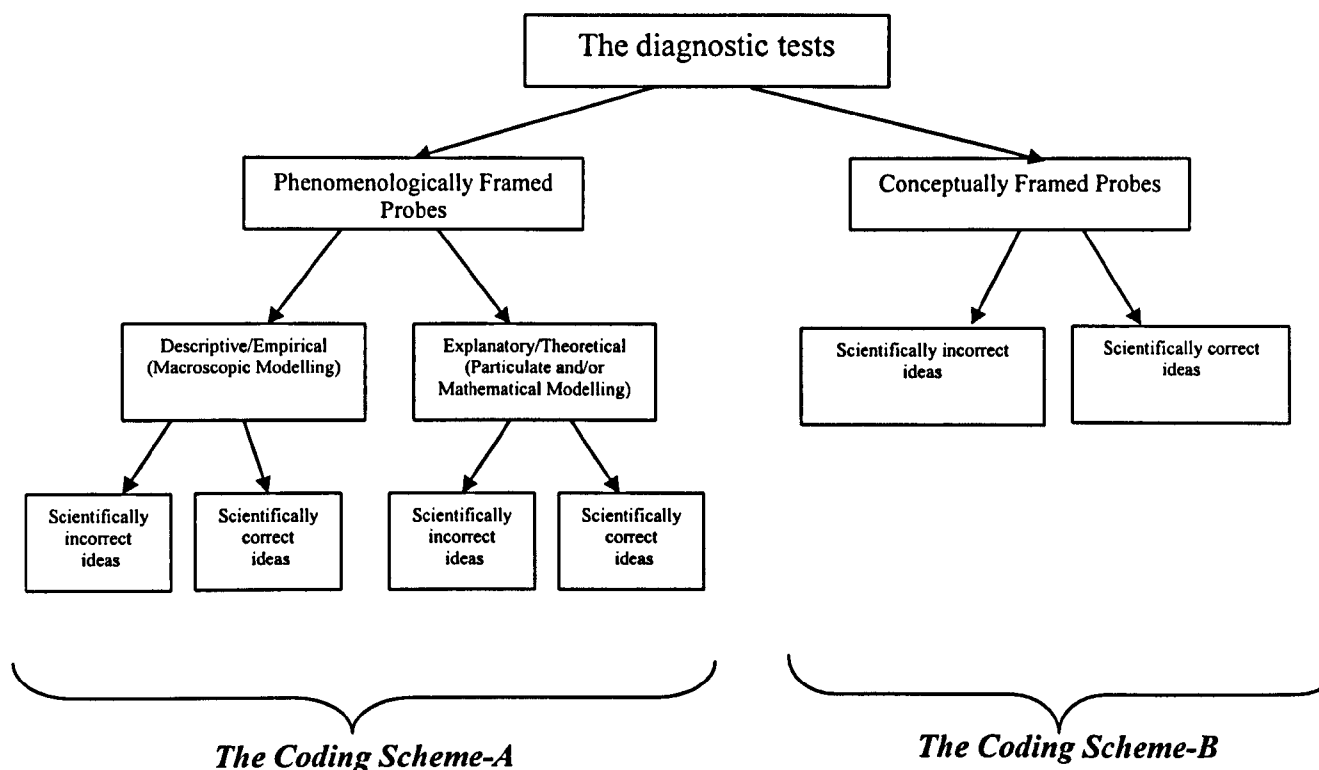 The diagnostic tests
Phenomenologically Framed
Probes
Conceptually Framed Probes
Descriptive/Empirical
(Macroscopic Modelling)
Explanatory/Theoretical
(Particulate and/or
Mathematical Modelling)
Scientifically incorrect
ideas
Scientifically correct
ideas
Scientifically
incorrect
ideas
Scientifically
correct
ideas
Scientifically
incorrect
ideas
Scientifically
correct
ideas
The Coding Scheme-A
The Coding Scheme-B